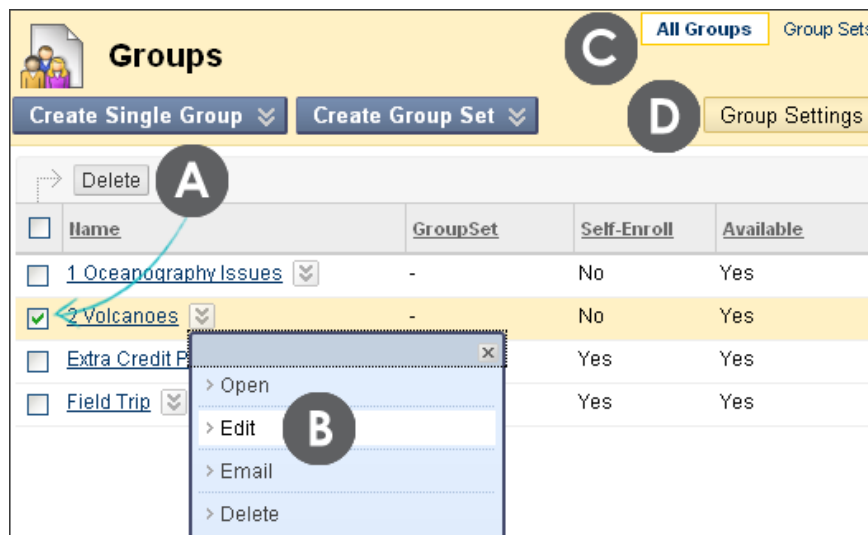 All Groups Group Sets
Groups
C
Create Single Group Create Group Set
D
Group Settings
Delete
A
Name GroupSet Self-Enroll Available
1 Oceanography Issues - No Yes
2 Volcanoes - No Yes
Extra Credit P Yes Yes
Field Trip Yes Yes
> Open
> Edit
B
> Email
> Delete